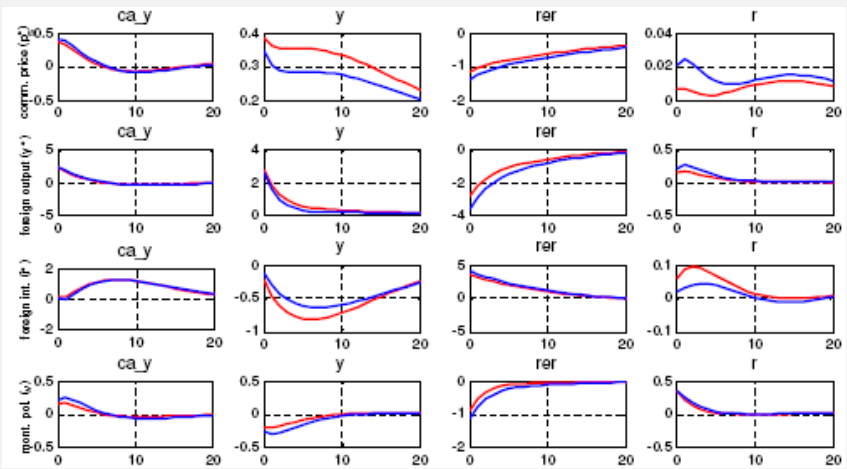 ca_y y rer r
comm. price (p*)
0.5 0.4 0 0.04
0 0.3 -1 0.02
-0.5 0.2 -2 0
0 10 20 0 10 20 0 10 20 0 10 20
ca_y y rer r
foreign output (y*)
5 4 0 0.5
0 2 -2 0
-5 0 -4 -0.5
0 10 20 0 10 20 0 10 20 0 10 20
ca_y y rer r
foreign int. (i*)
2 0 5 0.1
0 -0.5 0 0
-2 -1 -5 -0.1
0 10 20 0 10 20 0 10 20 0 10 20
ca_y y rer r
mont. pol.
0.5 0.5 0 0.5
0 0 -1 0
-0.5 -0.5 -2 -0.5
0 10 20 0 10 20 0 10 20 0 10 20